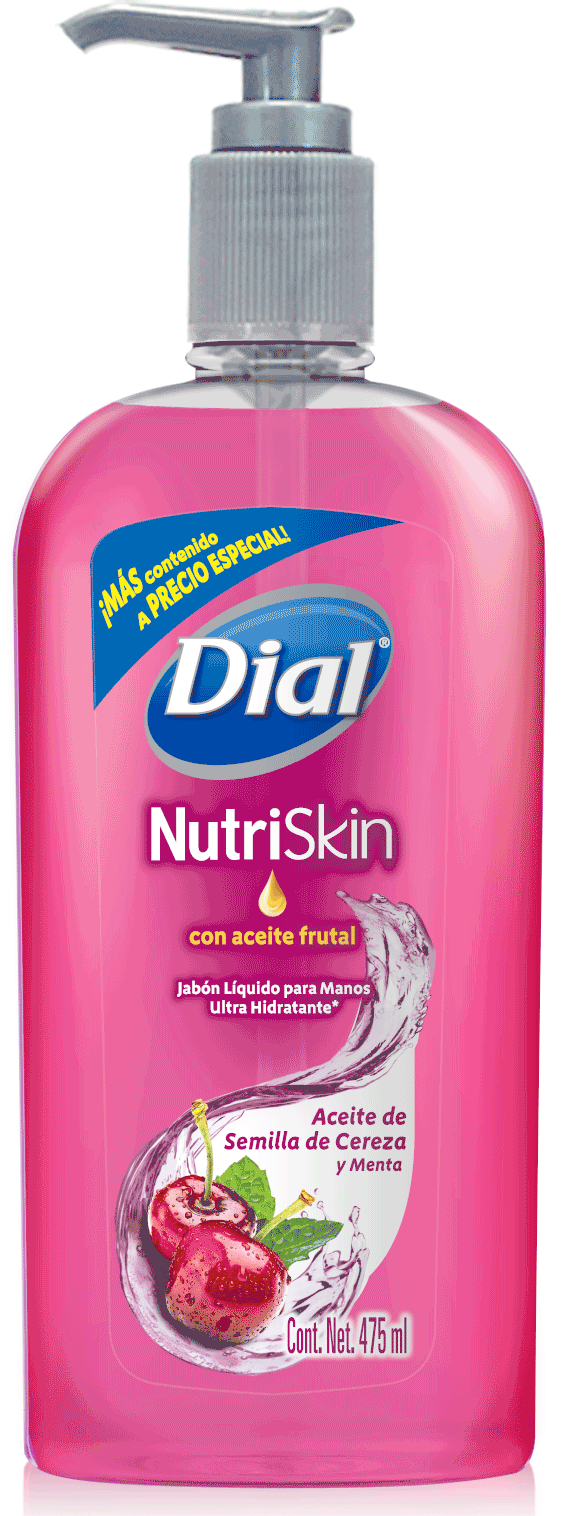 ¡MÁS contenido
A PRECIO ESPECIAL!
Dial®
NutriSkin
con aceite frutal
Jabón Líquido para Manos
Ultra Hidratante*
Aceite de
Semilla de Cereza
y Menta
Cont. Net. 475 ml